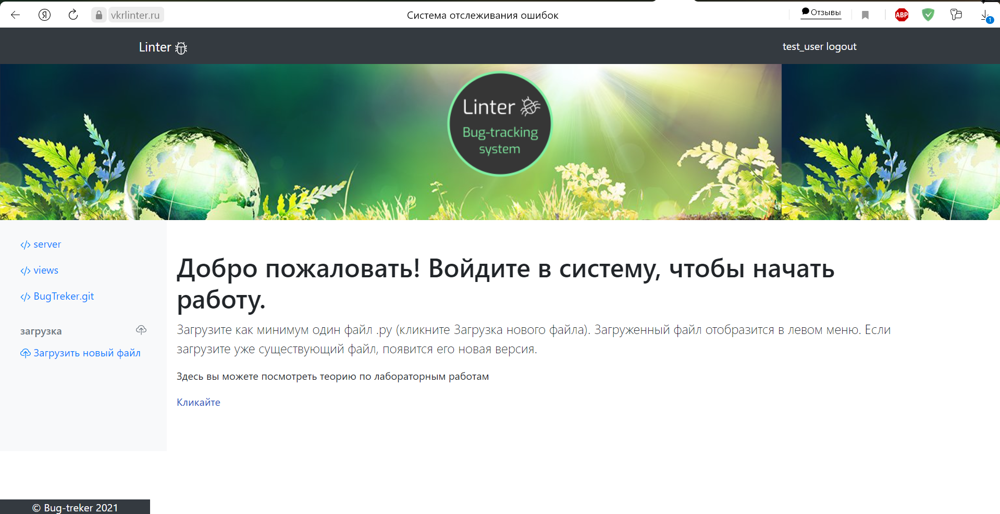 Я
vkrlinter.ru
Система отслеживания ошибок
Отзывы
ABP
1
Linter
test_user logout
Linter
Bug-tracking
system
</> server
</> views
</> BugTreker.git
загрузка
Загрузить новый файл
Добро пожаловать! Войдите в систему, чтобы начать
работу.
Загрузите как минимум один файл .py (кликните Загрузка нового файла). Загруженный файл отобразится в левом меню. Если
загрузите уже существующий файл, появится его новая версия.
Здесь вы можете посмотреть теорию по лабораторным работам
Кликайте
© Bug-treker 2021